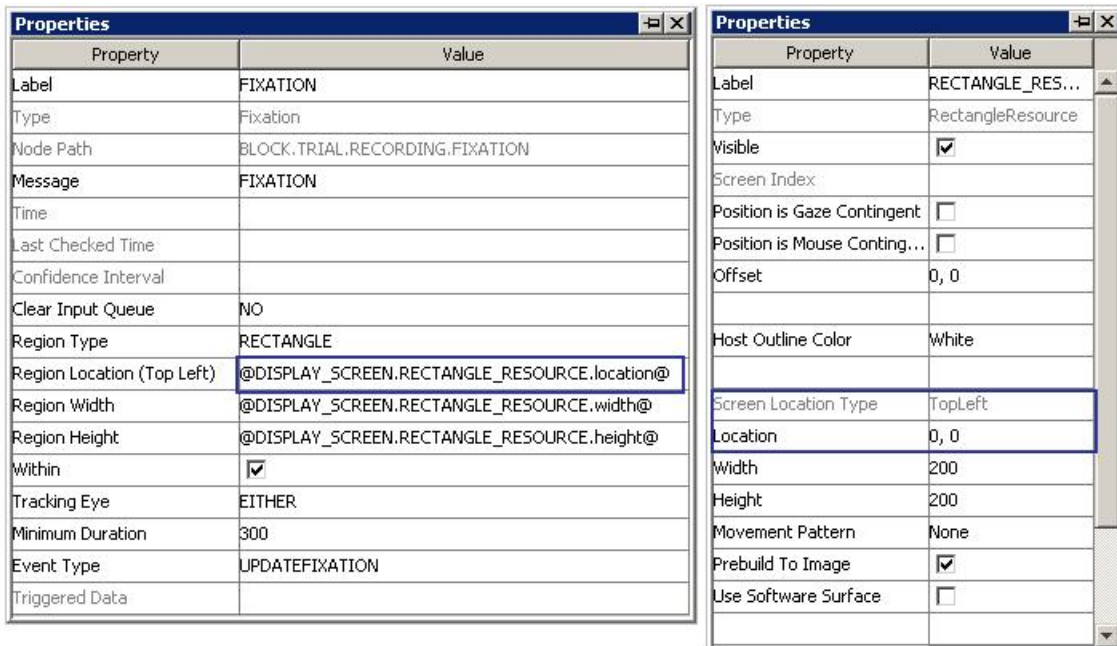 Properties
Property Value
Label FIXATION
Type Fixation
Node Path BLOCK.TRIAL.RECORDING.FIXATION
Message FIXATION
Time
Last Checked Time
Confidence Interval
Clear Input Queue NO
Region Type RECTANGLE
Region Location (Top Left) @DISPLAY_SCREEN.RECTANGLE_RESOURCE.location@
Region Width @DISPLAY_SCREEN.RECTANGLE_RESOURCE.width@
Region Height @DISPLAY_SCREEN.RECTANGLE_RESOURCE.height@
Within
Tracking Eye EITHER
Minimum Duration 300
Event Type UPDATEFIXATION
Triggered Data
Properties
Property Value
Label RECTANGLE_RES...
Type RectangleResource
Visible
Screen Index
Position is Gaze Contingent
Position is Mouse Conting...
Offset 0, 0
Host Outline Color White
Screen Location Type TopLeft
Location 0, 0
Width 200
Height 200
Movement Pattern None
Prebuild To Image
Use Software Surface